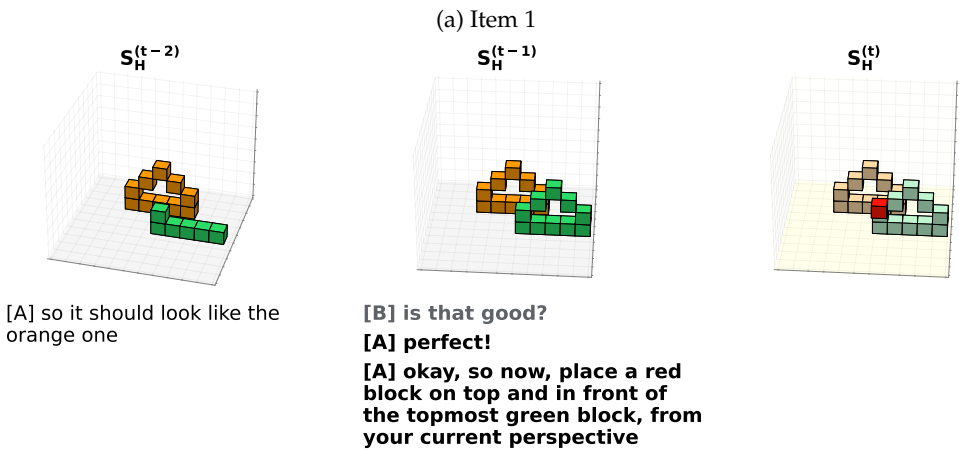 (a) Item 1
S_H^(t−2)
S_H^(t−1)
S_H^(t)
[A] so it should look like the
orange one
[B] is that good?
[A] perfect!
[A] okay, so now, place a red
block on top and in front of
the topmost green block, from
your current perspective